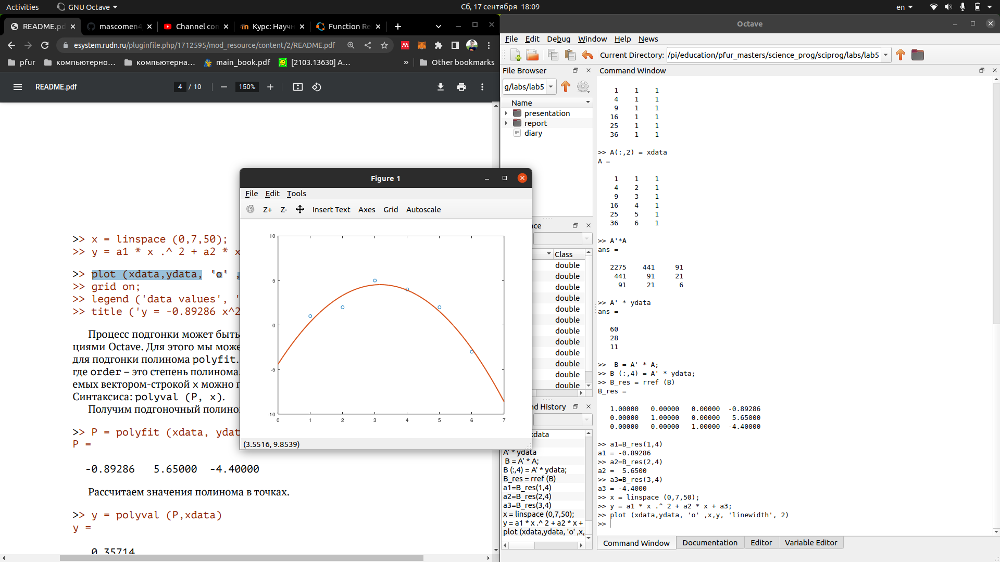 Activities
GNU Octave
Сб, 17 сентября 18:09
en
README.pd
mascomen4
Channel con
Курс: Научн
Function Re
esystem.rudn.ru/pluginfile.php/1712595/mod_resource/content/2/README.pdf
pfur
компьютерно...
компьютерна...
main_book.pdf
[2103.13630] A...
»
Other bookmarks
README.pdf
4 / 10
150%
>> x = linspace (0,7,50);
>> y = a1 * x .^ 2 + a2 * x
>> plot (xdata,ydata, 'o' ,
>> grid on;
>> legend ('data values', '
>> title ('y = -0.89286 x^2
Процесс подгонки может быть
циями Octave. Для этого мы може
для подгонки полинома polyfit.
где order – это степень полинома.
емых вектором-строкой x можно п
Синтаксиса: polyval (P, x).
Получим подгоночный полино
>> P = polyfit (xdata, ydat
P =
-0.89286 5.65000 -4.40000
Рассчитаем значения полинома в точках.
>> y = polyval (P,xdata)
y =
0.35714
Figure 1
File Edit Tools
Z+ Z- Insert Text Axes Grid Autoscale
10
5
0
-5
-10
0 1 2 3 4 5 6 7
(3.5516, 9.8539)
Octave
File Edit Debug Window Help News
Current Directory: /pi/education/pfur_masters/science_prog/sciprog/labs/lab5
File Browser
g/labs/lab5
Name
presentation
report
diary
ce
Class
double
double
double
double
double
double
double
double
double
double
double
double
d History
xdata
A' * ydata
B = A' * A;
B (:,4) = A' * ydata;
B_res = rref (B)
a1=B_res(1,4)
a2=B_res(2,4)
a3=B_res(3,4)
x = linspace (0,7,50);
y = a1 * x .^ 2 + a2 * x +
plot (xdata,ydata, 'o' ,x,
Command Window
1 1 1
4 1 1
9 1 1
16 1 1
25 1 1
36 1 1
>> A(:,2) = xdata
A =
1 1 1
4 2 1
9 3 1
16 4 1
25 5 1
36 6 1
>> A'*A
ans =
2275 441 91
441 91 21
91 21 6
>> A' * ydata
ans =
60
28
11
>> B = A' * A;
>> B (:,4) = A' * ydata;
>> B_res = rref (B)
B_res =
1.00000 0.00000 0.00000 -0.89286
0.00000 1.00000 0.00000 5.65000
0.00000 0.00000 1.00000 -4.40000
>> a1=B_res(1,4)
a1 = -0.89286
>> a2=B_res(2,4)
a2 = 5.6500
>> a3=B_res(3,4)
a3 = -4.4000
>> x = linspace (0,7,50);
>> y = a1 * x .^ 2 + a2 * x + a3;
>> plot (xdata,ydata, 'o' ,x,y, 'linewidth', 2)
>>
Command Window
Documentation
Editor
Variable Editor